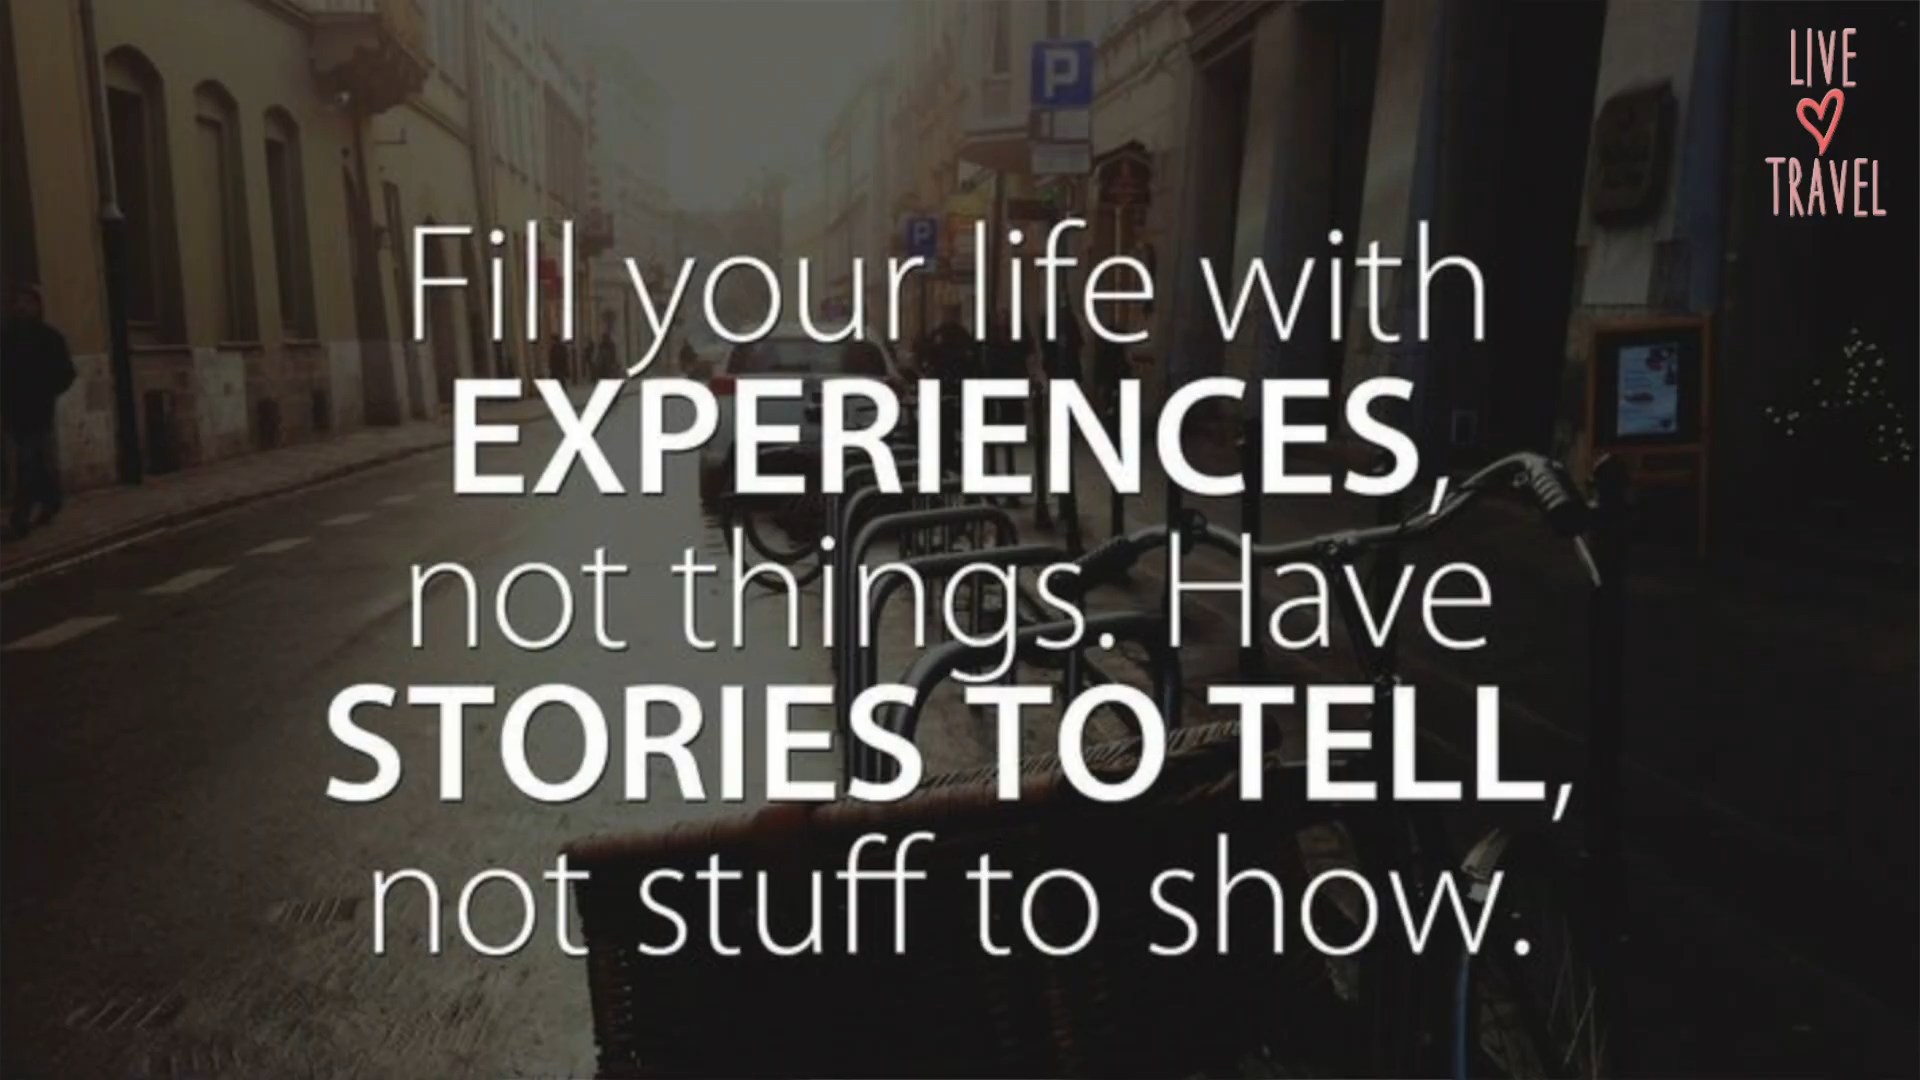 LIVE
TRAVEL
P
P
Fill your life with
EXPERIENCES,
not things. Have
STORIES TO TELL,
not stuff to show.